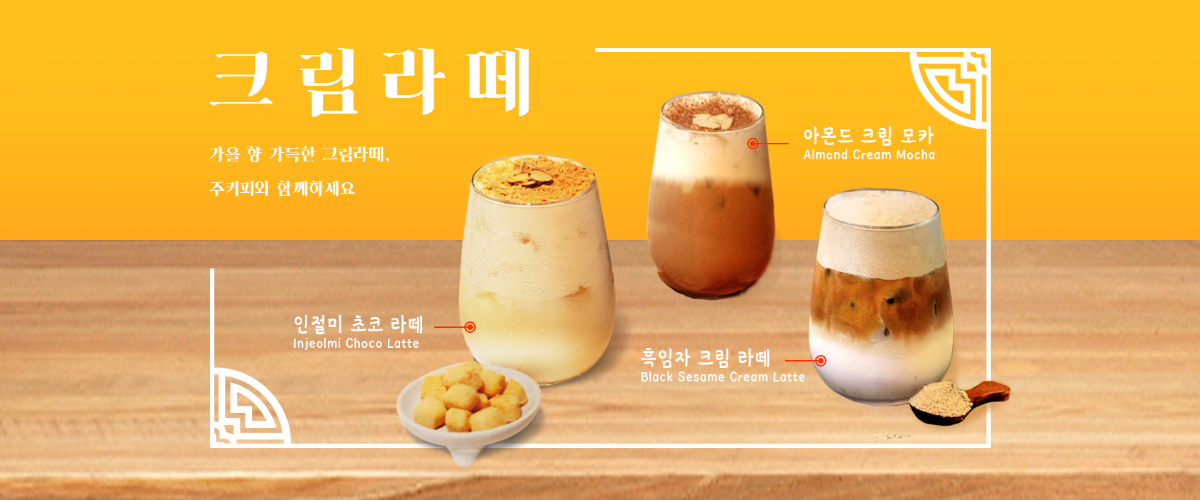 크림라떼
가을 향 가득한 크림라떼,
주커피와 함께하세요
아몬드 크림 모카
Almond Cream Mocha
인절미 초코 라떼
Injeolmi Choco Latte
흑임자 크림 라떼
Black Sesame Cream Latte